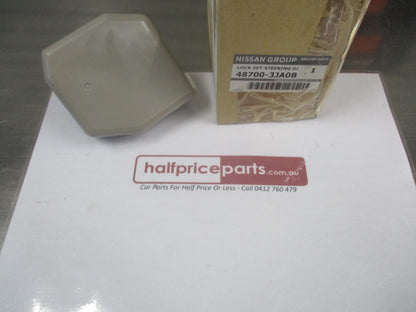 NISSAN GROUP
LOCK SET-STEERING
48700-3JA0B
1
halfpriceparts.com.au
Car Parts For Half Price Or Less - Call 0412 760 479